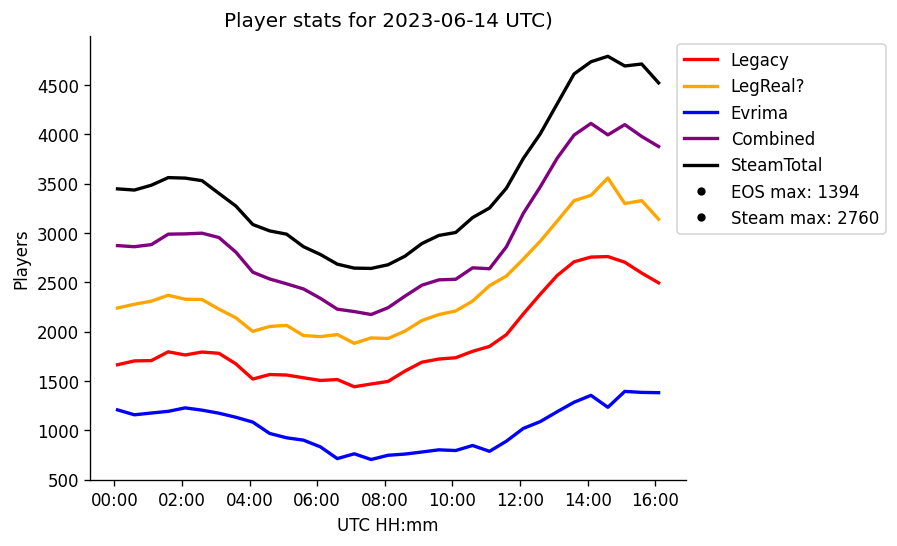 Player stats for 2023-06-14 UTC)
Legacy
LegReal?
Evrima
Combined
SteamTotal
EOS max: 1394
Steam max: 2760
Players
4500
4000
3500
3000
2500
2000
1500
1000
500
00:00 02:00 04:00 06:00 08:00 10:00 12:00 14:00 16:00
UTC HH:mm